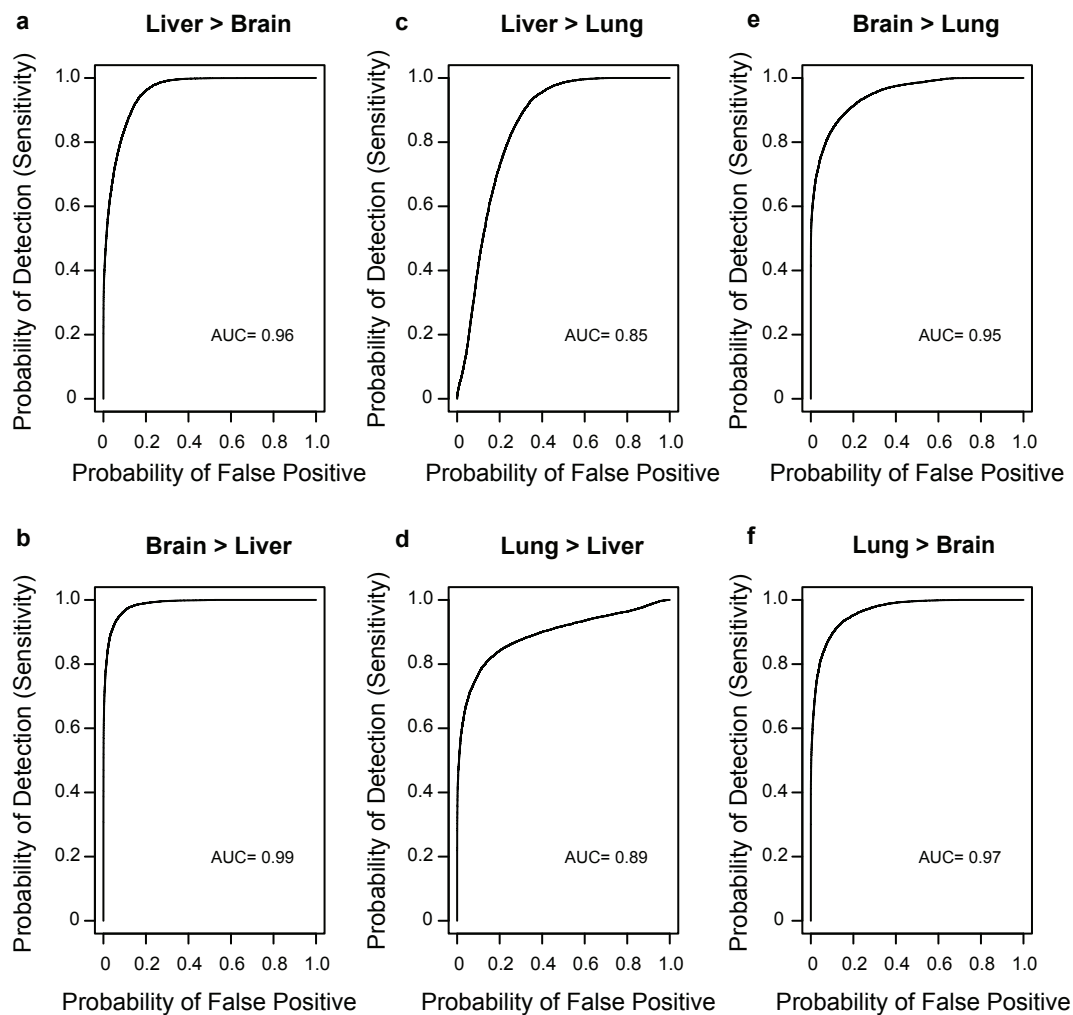 a
Liver > Brain
Probability of Detection (Sensitivity)
1.0
0.8
0.6
0.4
0.2
0
AUC= 0.96
0 0.2 0.4 0.6 0.8 1.0
Probability of False Positive
c
Liver > Lung
Probability of Detection (Sensitivity)
1.0
0.8
0.6
0.4
0.2
0
AUC= 0.85
0 0.2 0.4 0.6 0.8 1.0
Probability of False Positive
e
Brain > Lung
Probability of Detection (Sensitivity)
1.0
0.8
0.6
0.4
0.2
0
AUC= 0.95
0 0.2 0.4 0.6 0.8 1.0
Probability of False Positive
b
Brain > Liver
Probability of Detection (Sensitivity)
1.0
0.8
0.6
0.4
0.2
0
AUC= 0.99
0 0.2 0.4 0.6 0.8 1.0
Probability of False Positive
d
Lung > Liver
Probability of Detection (Sensitivity)
1.0
0.8
0.6
0.4
0.2
0
AUC= 0.89
0 0.2 0.4 0.6 0.8 1.0
Probability of False Positive
f
Lung > Brain
Probability of Detection (Sensitivity)
1.0
0.8
0.6
0.4
0.2
0
AUC= 0.97
0 0.2 0.4 0.6 0.8 1.0
Probability of False Positive